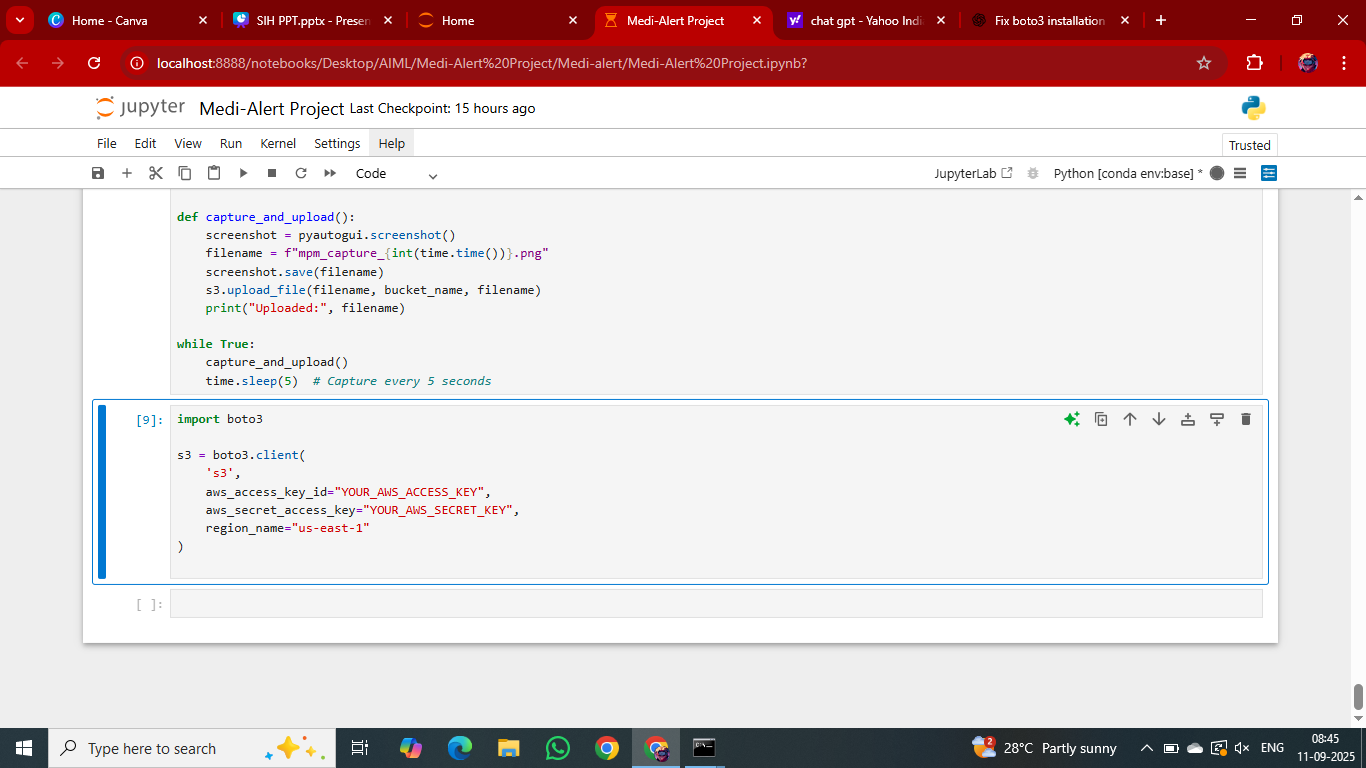 Home - Canva
SIH PPT.pptx - Presen
Home
Medi-Alert Project
chat gpt - Yahoo Indi
Fix boto3 installation
localhost:8888/notebooks/Desktop/AIML/Medi-Alert%20Project/Medi-alert/Medi-Alert%20Project.ipynb?
jupyter Medi-Alert Project Last Checkpoint: 15 hours ago
File Edit View Run Kernel Settings Help
Trusted
Code
JupyterLab
Python [conda env:base] *
def capture_and_upload():
    screenshot = pyautogui.screenshot()
    filename = f"mpm_capture_{int(time.time())}.png"
    screenshot.save(filename)
    s3.upload_file(filename, bucket_name, filename)
    print("Uploaded:", filename)
while True:
    capture_and_upload()
    time.sleep(5)  # Capture every 5 seconds
[9]: import boto3
s3 = boto3.client(
    's3',
    aws_access_key_id="YOUR_AWS_ACCESS_KEY",
    aws_secret_access_key="YOUR_AWS_SECRET_KEY",
    region_name="us-east-1"
)
[ ]:
Type here to search
2
28°C Partly sunny
ENG
08:45
11-09-2025